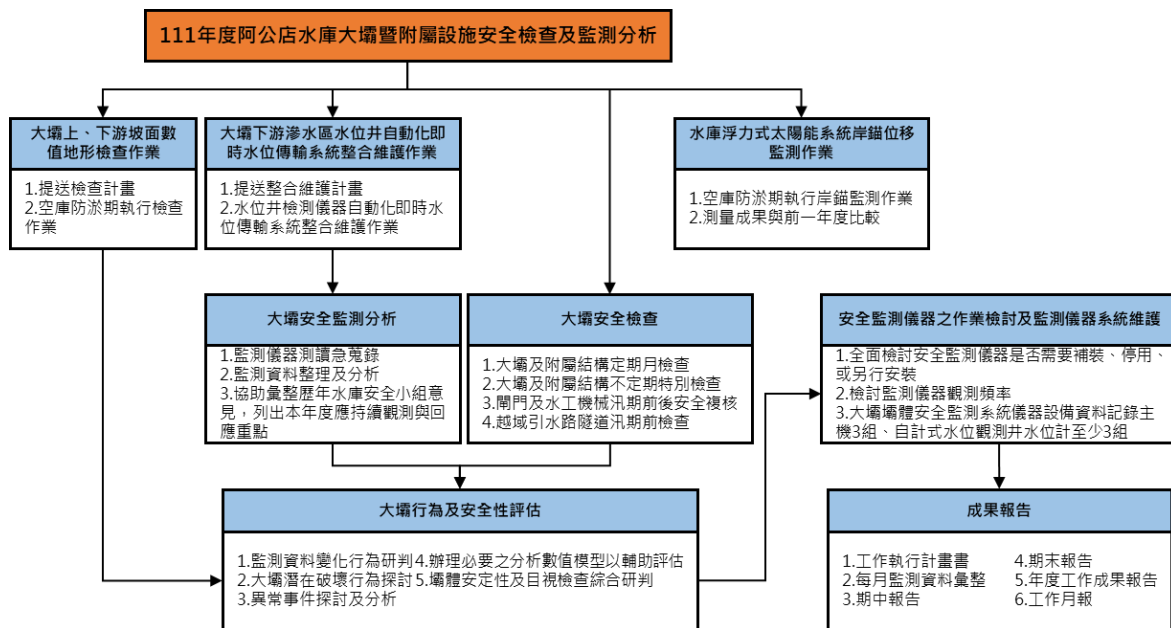 111年度阿公店水庫大壩暨附屬設施安全檢查及監測分析
大壩上、下游坡面數
值地形檢查作業
1.提送檢查計畫
2.空庫防淤期執行檢查
作業
大壩下游滲水區水位井自動化即
時水位傳輸系統整合維護作業
1.提送整合維護計畫
2.水位井檢測儀器自動化即時水
位傳輸系統整合維護作業
水庫浮力式太陽能系統岸錨位移
監測作業
1.空庫防淤期執行岸錨監測作業
2.測量成果與前一年度比較
大壩安全監測分析
1.監測儀器測讀急蒐錄
2.監測資料整理及分析
3.協助彙整歷年水庫安全小組意
見，列出本年度應持續觀測與回
應重點
大壩安全檢查
1.大壩及附屬結構定期月檢查
2.大壩及附屬結構不定期特別檢查
3.閘門及水工機械汛期前後安全複核
4.越域引水路隧道汛期前檢查
安全監測儀器之作業檢討及監測儀器系統維護
1.全面檢討安全監測儀器是否需要補裝、停用、
或另行安裝
2.檢討監測儀器觀測頻率
3.大壩壩體安全監測系統儀器設備資料記錄主
機3組、自計式水位觀測井水位計至少3組
大壩行為及安全性評估
1.監測資料變化行為研判 4.辦理必要之分析數值模型以輔助評估
2.大壩潛在破壞行為探討 5.壩體安定性及目視檢查綜合研判
3.異常事件探討及分析
成果報告
1.工作執行計畫書 4.期末報告
2.每月監測資料彙整 5.年度工作成果報告
3.期中報告 6.工作月報